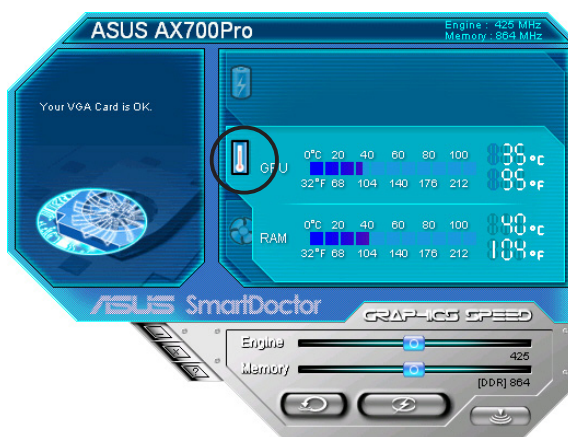 ASUS AX700Pro
Engine : 425 MHz
Memory : 864 MHz
Your VGA Card is OK.
GPU
0°C 20 40 60 80 100
32°F 68 104 140 176 212
35°C
95°F
RAM
0°C 20 40 60 80 100
32°F 68 104 140 176 212
40°C
104°F
ASUS SmartDoctor
GRAPHICS SPEED
Engine
425
Memory
[DDR] 864